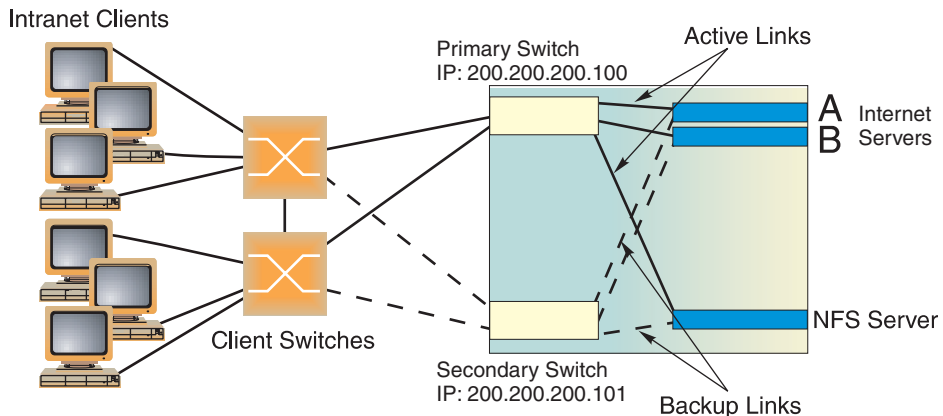 Intranet Clients
Primary Switch
IP: 200.200.200.100
Active Links
A
Internet
B
Servers
Client Switches
NFS Server
Secondary Switch
IP: 200.200.200.101
Backup Links